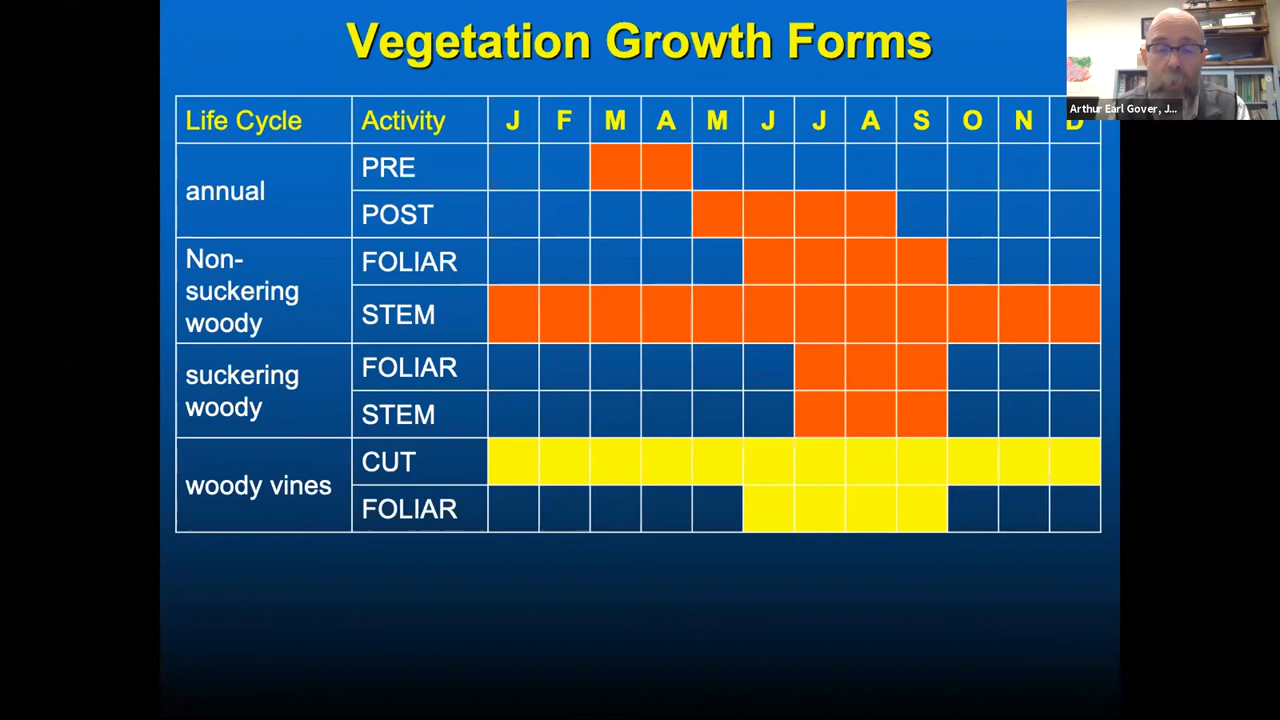 Vegetation Growth Forms
Arthur Earl Gover, J...
Life Cycle Activity J F M A M J J A S O N D
annual
PRE
POST
Non-
suckering
woody
FOLIAR
STEM
suckering
woody
FOLIAR
STEM
woody vines
CUT
FOLIAR